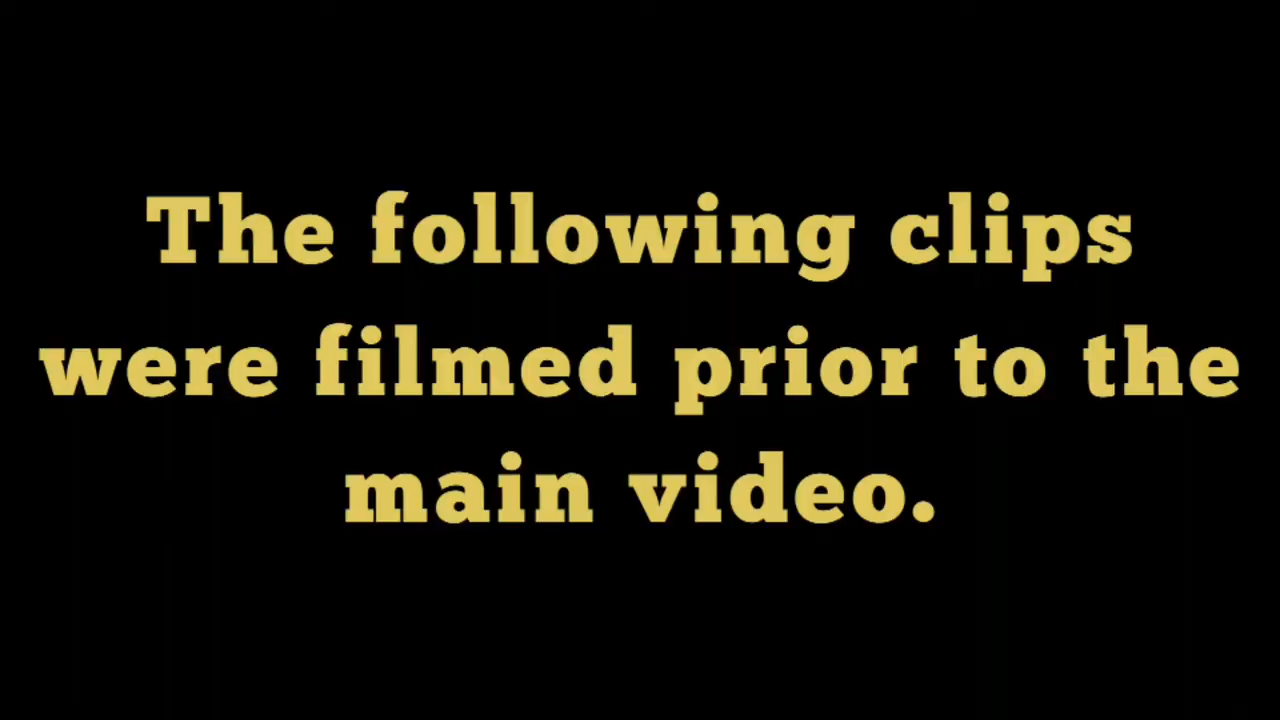 The following clips
were filmed prior to the
main video.